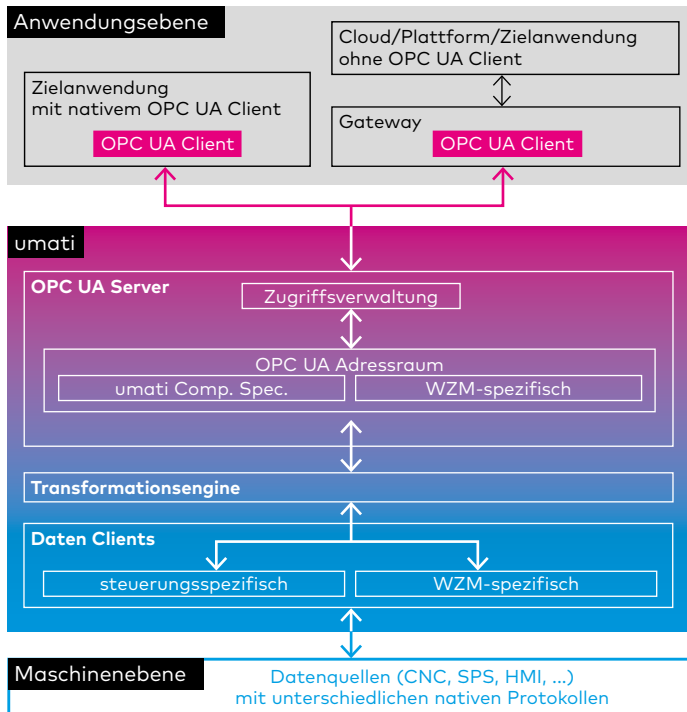 Anwendungsebene
Zielanwendung
mit nativem OPC UA Client
OPC UA Client
Cloud/Plattform/Zielanwendung
ohne OPC UA Client
Gateway
OPC UA Client
umati
OPC UA Server
Zugriffsverwaltung
OPC UA Adressraum
umati Comp. Spec.
WZM-spezifisch
Transformationsengine
Daten Clients
steuerungsspezifisch
WZM-spezifisch
Maschinenebene
Datenquellen (CNC, SPS, HMI, ...)
mit unterschiedlichen nativen Protokollen